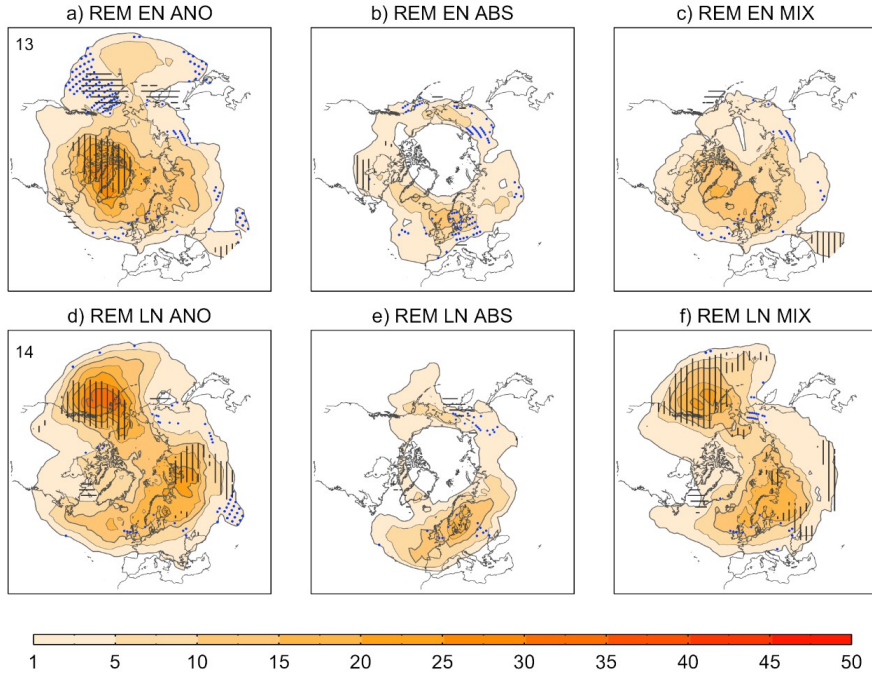 a) REM EN ANO
b) REM EN ABS
c) REM EN MIX
13
d) REM LN ANO
e) REM LN ABS
f) REM LN MIX
14
1 5 10 15 20 25 30 35 40 45 50